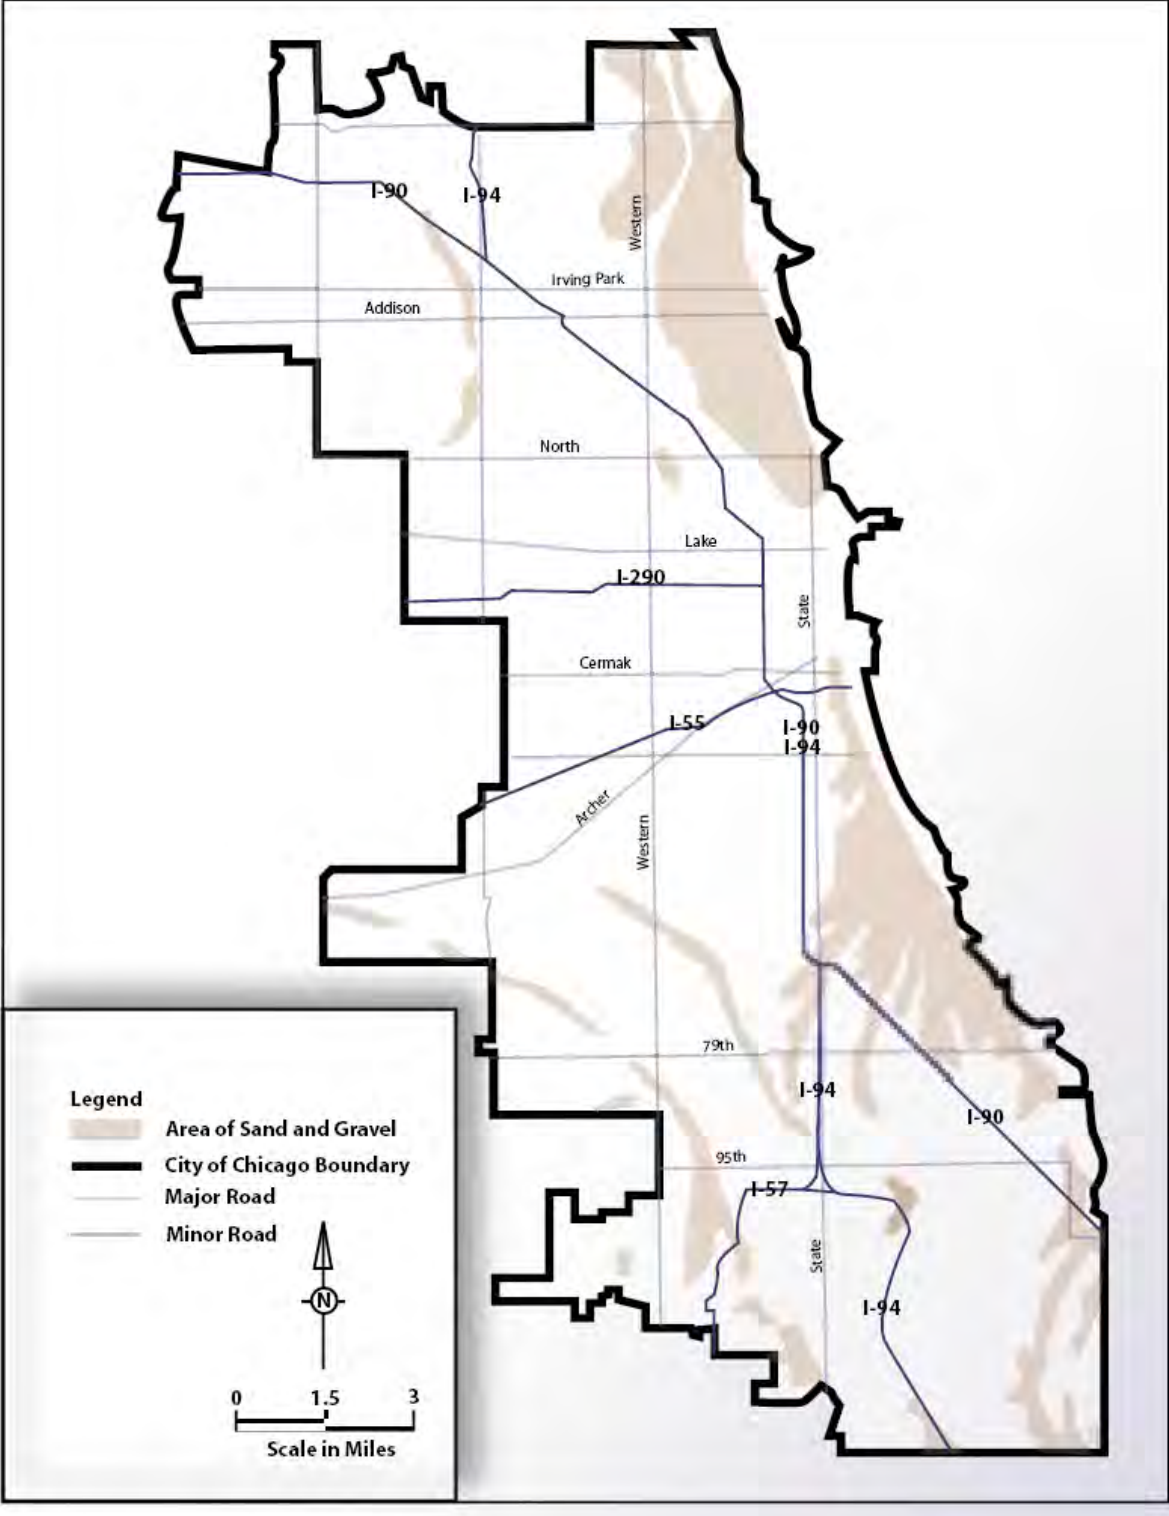 I-90
I-94
Western
Irving Park
Addison
North
Lake
I-290
State
Cermak
I-55
I-90
I-94
Archer
Western
79th
I-94
I-90
95th
I-57
State
I-94
Legend
Area of Sand and Gravel
City of Chicago Boundary
Major Road
Minor Road
N
0 1.5 3
Scale in Miles